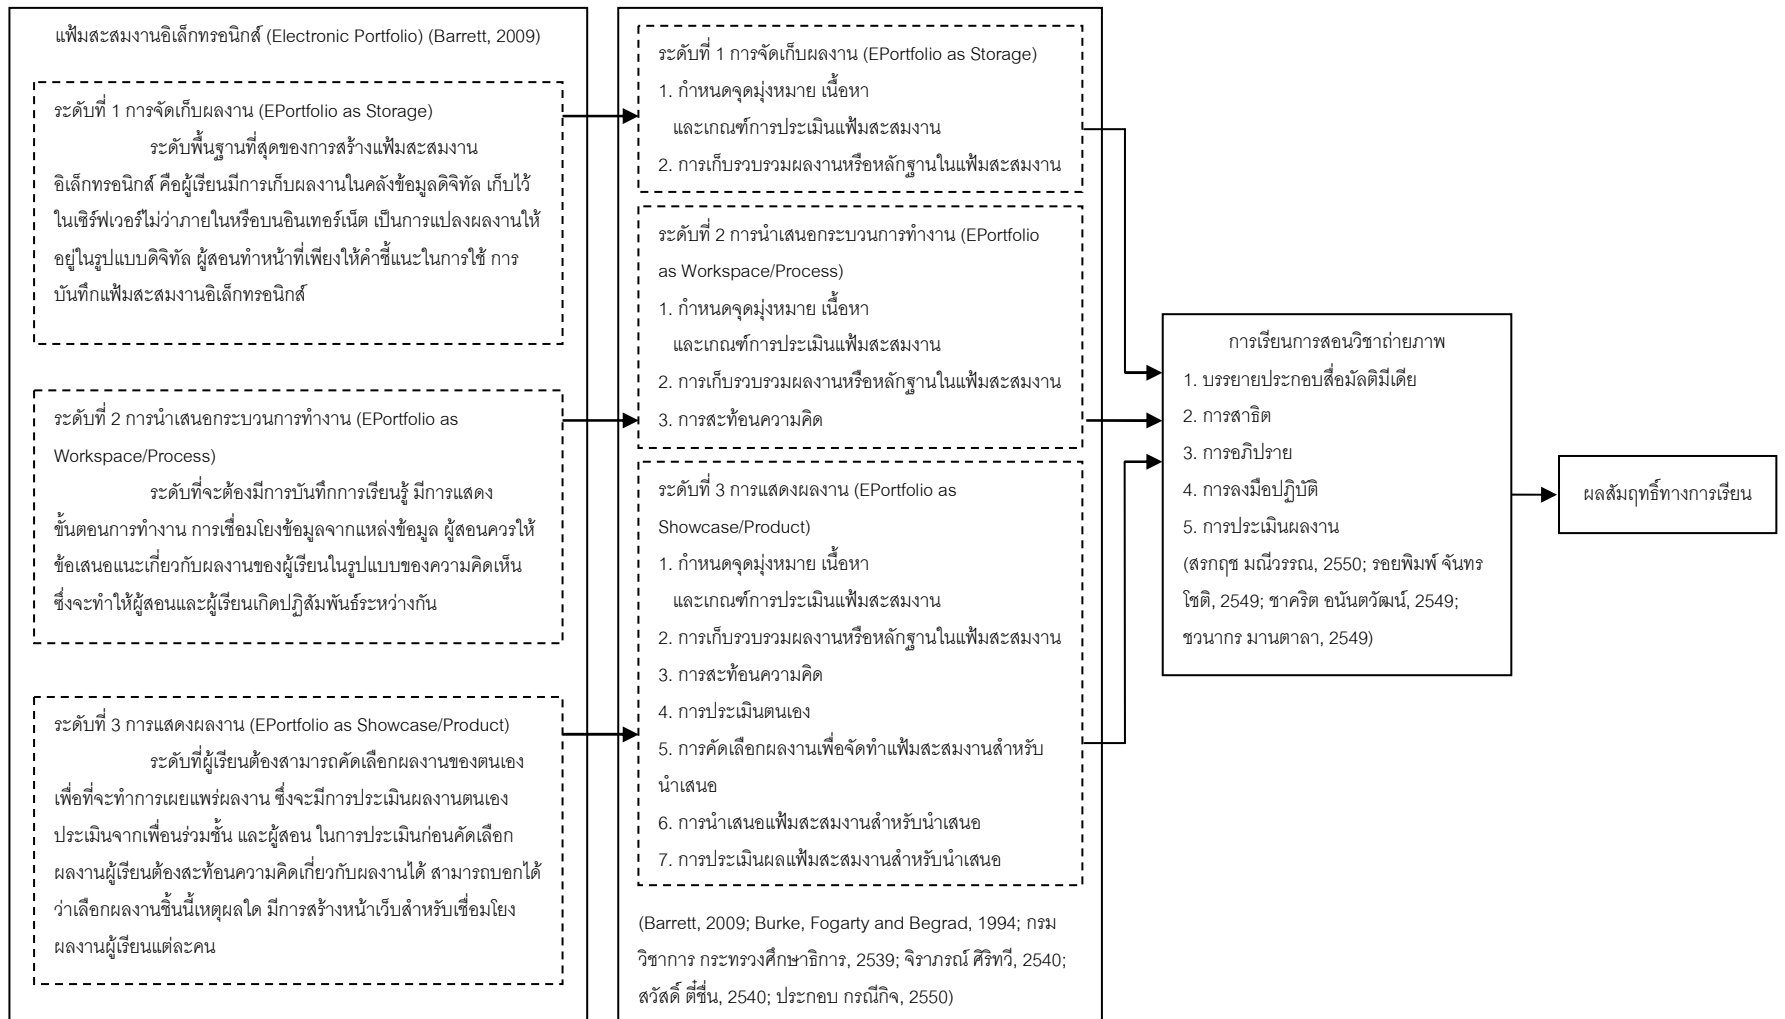 แฟ้มสะสมงานอิเล็กทรอนิกส์ (Electronic Portfolio) (Barrett, 2009)
ระดับที่ 1 การจัดเก็บผลงาน (EPortfolio as Storage)
ระดับพื้นฐานที่สุดของการสร้างแฟ้มสะสมงาน
อิเล็กทรอนิกส์ คือผู้เรียนมีการเก็บผลงานในคลังข้อมูลดิจิทัล เก็บไว้
ในเซิร์ฟเวอร์ไม่ว่าภายในหรือบนอินเทอร์เน็ต เป็นการแปลงผลงานให้
อยู่ในรูปแบบดิจิทัล ผู้สอนทำหน้าที่เพียงให้คำชี้แนะในการใช้ การ
บันทึกแฟ้มสะสมงานอิเล็กทรอนิกส์
ระดับที่ 2 การนำเสนอกระบวนการทำงาน (EPortfolio as
Workspace/Process)
ระดับที่จะต้องมีการบันทึกการเรียนรู้ มีการแสดง
ขั้นตอนการทำงาน การเชื่อมโยงข้อมูลจากแหล่งข้อมูล ผู้สอนควรให้
ข้อเสนอแนะเกี่ยวกับผลงานของผู้เรียนในรูปแบบของความคิดเห็น
ซึ่งจะทำให้ผู้สอนและผู้เรียนเกิดปฏิสัมพันธ์ระหว่างกัน
ระดับที่ 3 การแสดงผลงาน (EPortfolio as Showcase/Product)
ระดับที่ผู้เรียนต้องสามารถคัดเลือกผลงานของตนเอง
เพื่อที่จะทำการเผยแพร่ผลงาน ซึ่งจะมีการประเมินผลงานตนเอง
ประเมินจากเพื่อนร่วมชั้น และผู้สอน ในการประเมินก่อนคัดเลือก
ผลงานผู้เรียนต้องสะท้อนความคิดเกี่ยวกับผลงานได้ สามารถบอกได้
ว่าเลือกผลงานชิ้นนี้เหตุผลใด มีการสร้างหน้าเว็บสำหรับเชื่อมโยง
ผลงานผู้เรียนแต่ละคน
ระดับที่ 1 การจัดเก็บผลงาน (EPortfolio as Storage)
1. กำหนดจุดมุ่งหมาย เนื้อหา
และเกณฑ์การประเมินแฟ้มสะสมงาน
2. การเก็บรวบรวมผลงานหรือหลักฐานในแฟ้มสะสมงาน
ระดับที่ 2 การนำเสนอกระบวนการทำงาน (EPortfolio
as Workspace/Process)
1. กำหนดจุดมุ่งหมาย เนื้อหา
และเกณฑ์การประเมินแฟ้มสะสมงาน
2. การเก็บรวบรวมผลงานหรือหลักฐานในแฟ้มสะสมงาน
3. การสะท้อนความคิด
ระดับที่ 3 การแสดงผลงาน (EPortfolio as
Showcase/Product)
1. กำหนดจุดมุ่งหมาย เนื้อหา
และเกณฑ์การประเมินแฟ้มสะสมงาน
2. การเก็บรวบรวมผลงานหรือหลักฐานในแฟ้มสะสมงาน
3. การสะท้อนความคิด
4. การประเมินตนเอง
5. การคัดเลือกผลงานเพื่อจัดทำแฟ้มสะสมงานสำหรับ
นำเสนอ
6. การนำเสนอแฟ้มสะสมงานสำหรับนำเสนอ
7. การประเมินผลแฟ้มสะสมงานสำหรับนำเสนอ
(Barrett, 2009; Burke, Fogarty and Begrad, 1994; กรม
วิชาการ กระทรวงศึกษาธิการ, 2539; จิราภรณ์ ศิริทวี, 2540;
สวัสดิ์ ตี๋ชื่น, 2540; ประกอบ กรณีกิจ, 2550)
การเรียนการสอนวิชาถ่ายภาพ
1. บรรยายประกอบสื่อมัลติมีเดีย
2. การสาธิต
3. การอภิปราย
4. การลงมือปฏิบัติ
5. การประเมินผลงาน
(สรกฤช มณีวรรณ, 2550; รอยพิมพ์ จันทร
โชติ, 2549; ชาคริต อนันตวัฒน์, 2549;
ชวนากร มานตาลา, 2549)
ผลสัมฤทธิ์ทางการเรียน